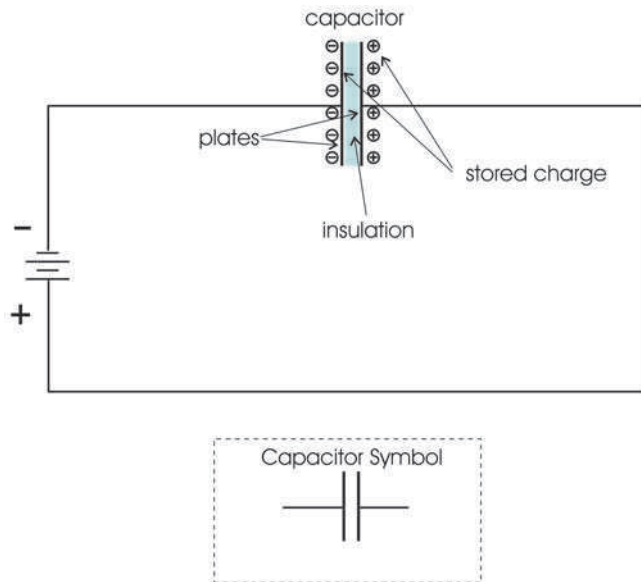 capacitor
plates
stored charge
insulation
-
+
Capacitor Symbol